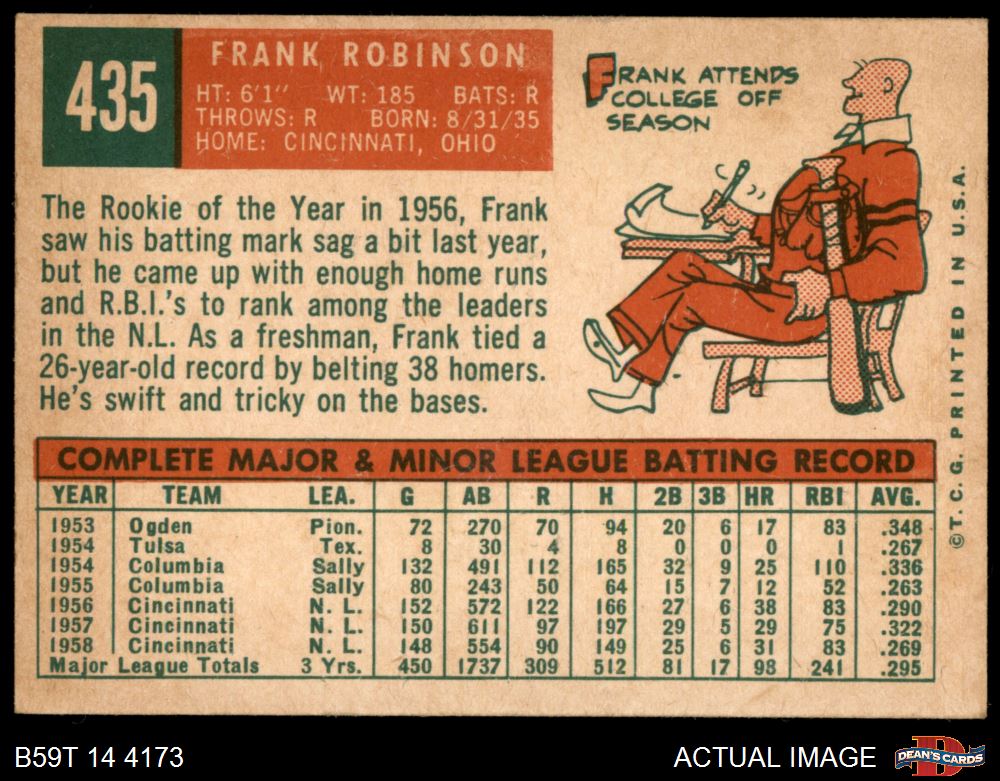 435
FRANK ROBINSON
HT: 6'1" WT: 185 BATS: R
THROWS: R BORN: 8/31/35
HOME: CINCINNATI, OHIO
FRANK ATTENDS
COLLEGE OFF
SEASON
The Rookie of the Year in 1956, Frank
saw his batting mark sag a bit last year,
but he came up with enough home runs
and R.B.I.'s to rank among the leaders
in the N.L. As a freshman, Frank tied a
26-year-old record by belting 38 homers.
He's swift and tricky on the bases.
COMPLETE MAJOR & MINOR LEAGUE BATTING RECORD
YEAR TEAM LEA. G AB R H 2B 3B HR RBI AVG.
1953 Ogden Pion. 72 270 70 94 20 6 17 83 .348
1954 Tulsa Tex. 8 30 4 8 0 0 0 1 .267
1954 Columbia Sally 132 491 112 165 32 9 25 110 .336
1955 Columbia Sally 80 243 50 64 15 7 12 52 .263
1956 Cincinnati N. L. 152 572 122 166 27 6 38 83 .290
1957 Cincinnati N. L. 150 611 97 197 29 5 29 75 .322
1958 Cincinnati N. L. 148 554 90 149 25 6 31 83 .269
Major League Totals 3 Yrs. 450 1737 309 512 81 17 98 241 .295
©T. C. G. PRINTED IN U. S. A.
B59T 14 4173
ACTUAL IMAGE
D
DEAN'S CARDS